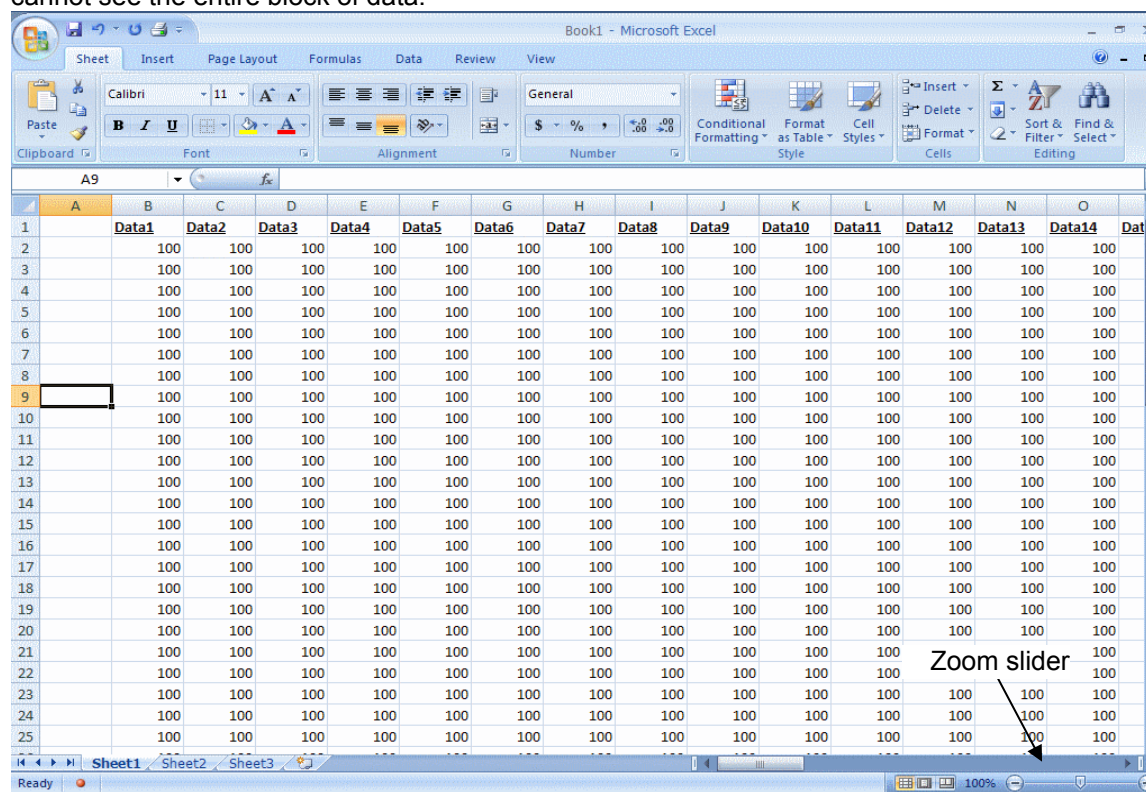 cannot see the entire block of data.
Book1 - Microsoft Excel
Sheet Insert Page Layout Formulas Data Review View
Calibri 11 A A General Insert Σ
Paste B I U A $ % , .0 .00 .00 .0 Conditional Formatting Format as Table Cell Styles Delete Format Sort & Filter Find & Select
Clipboard Font Alignment Number Style Cells Editing
A9 fx
A B C D E F G H I J K L M N O
1 Data1 Data2 Data3 Data4 Data5 Data6 Data7 Data8 Data9 Data10 Data11 Data12 Data13 Data14 Dat
2 100 100 100 100 100 100 100 100 100 100 100 100 100 100
3 100 100 100 100 100 100 100 100 100 100 100 100 100 100
4 100 100 100 100 100 100 100 100 100 100 100 100 100 100
5 100 100 100 100 100 100 100 100 100 100 100 100 100 100
6 100 100 100 100 100 100 100 100 100 100 100 100 100 100
7 100 100 100 100 100 100 100 100 100 100 100 100 100 100
8 100 100 100 100 100 100 100 100 100 100 100 100 100 100
9 100 100 100 100 100 100 100 100 100 100 100 100 100 100
10 100 100 100 100 100 100 100 100 100 100 100 100 100 100
11 100 100 100 100 100 100 100 100 100 100 100 100 100 100
12 100 100 100 100 100 100 100 100 100 100 100 100 100 100
13 100 100 100 100 100 100 100 100 100 100 100 100 100 100
14 100 100 100 100 100 100 100 100 100 100 100 100 100 100
15 100 100 100 100 100 100 100 100 100 100 100 100 100 100
16 100 100 100 100 100 100 100 100 100 100 100 100 100 100
17 100 100 100 100 100 100 100 100 100 100 100 100 100 100
18 100 100 100 100 100 100 100 100 100 100 100 100 100 100
19 100 100 100 100 100 100 100 100 100 100 100 100 100 100
20 100 100 100 100 100 100 100 100 100 100 100 100 100 100
21 100 100 100 100 100 100 100 100 100 100 100 100
Zoom slider
22 100 100 100 100 100 100 100 100 100 100 100 100
23 100 100 100 100 100 100 100 100 100 100 100 100 100 100
24 100 100 100 100 100 100 100 100 100 100 100 100 100 100
25 100 100 100 100 100 100 100 100 100 100 100 100 100 100
Sheet1 Sheet2 Sheet3
Ready 100%